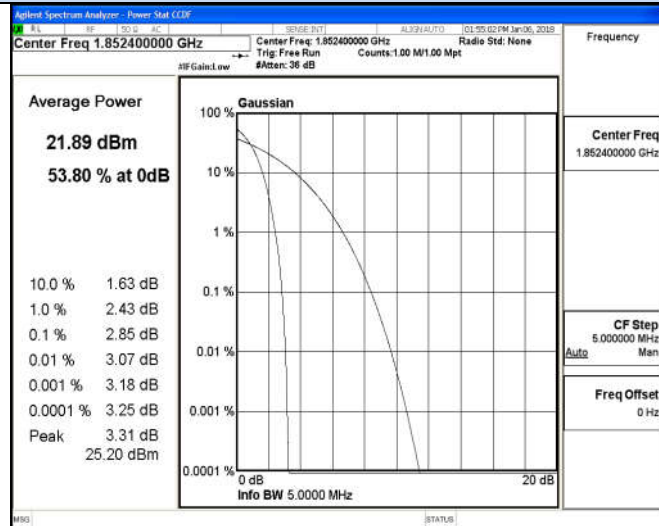 Agilent Spectrum Analyzer - Power Stat CCDF
RL RF 50 Ω AC SENSE:INT ALIGN AUTO 01:55:02 PM Jan 06, 2018
Center Freq 1.852400000 GHz
Center Freq: 1.852400000 GHz Radio Std: None
Trig: Free Run Counts:1.00 M/1.00 Mpt
#IFGain:Low #Atten: 36 dB
Frequency
Average Power
21.89 dBm
53.80 % at 0dB
10.0 % 1.63 dB
1.0 % 2.43 dB
0.1 % 2.85 dB
0.01 % 3.07 dB
0.001 % 3.18 dB
0.0001 % 3.25 dB
Peak 3.31 dB
25.20 dBm
Gaussian
100 %
10 %
1 %
0.1 %
0.01 %
0.001 %
0.0001 %
0 dB 20 dB
Info BW 5.0000 MHz
Center Freq
1.852400000 GHz
CF Step
5.000000 MHz
Auto Man
Freq Offset
0 Hz
MSG STATUS